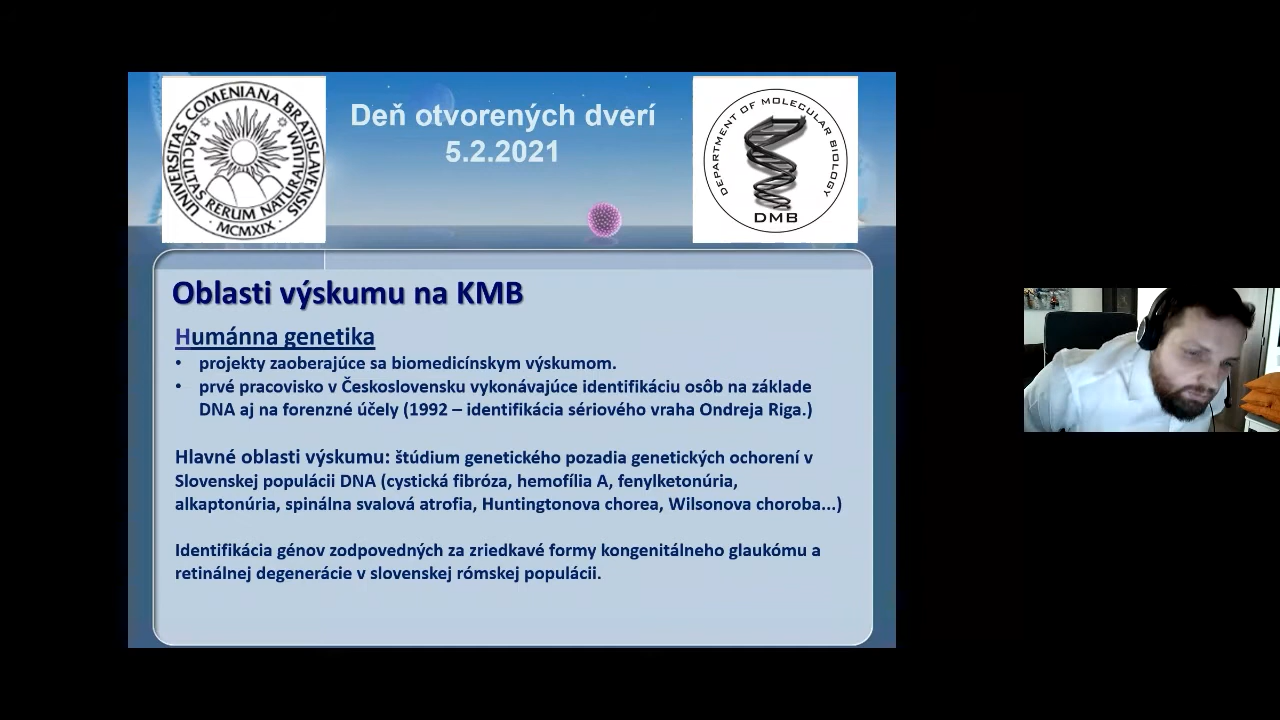 UNIVERSITAS COMENIANA BRATISLAVENSIS
FACULTAS RERUM NATURALIUM
· MCMXIX ·
Deň otvorených dverí
5.2.2021
DEPARTMENT OF MOLECULAR BIOLOGY
DMB
Oblasti výskumu na KMB
Humánna genetika
• projekty zaoberajúce sa biomedicínskym výskumom.
• prvé pracovisko v Československu vykonávajúce identifikáciu osôb na základe
DNA aj na forenzné účely (1992 – identifikácia sériového vraha Ondreja Riga.)
Hlavné oblasti výskumu: štúdium genetického pozadia genetických ochorení v
Slovenskej populácii DNA (cystická fibróza, hemofília A, fenylketonúria,
alkaptonúria, spinálna svalová atrofia, Huntingtonova chorea, Wilsonova choroba...)
Identifikácia génov zodpovedných za zriedkavé formy kongenitálneho glaukómu a
retinálnej degenerácie v slovenskej rómskej populácii.